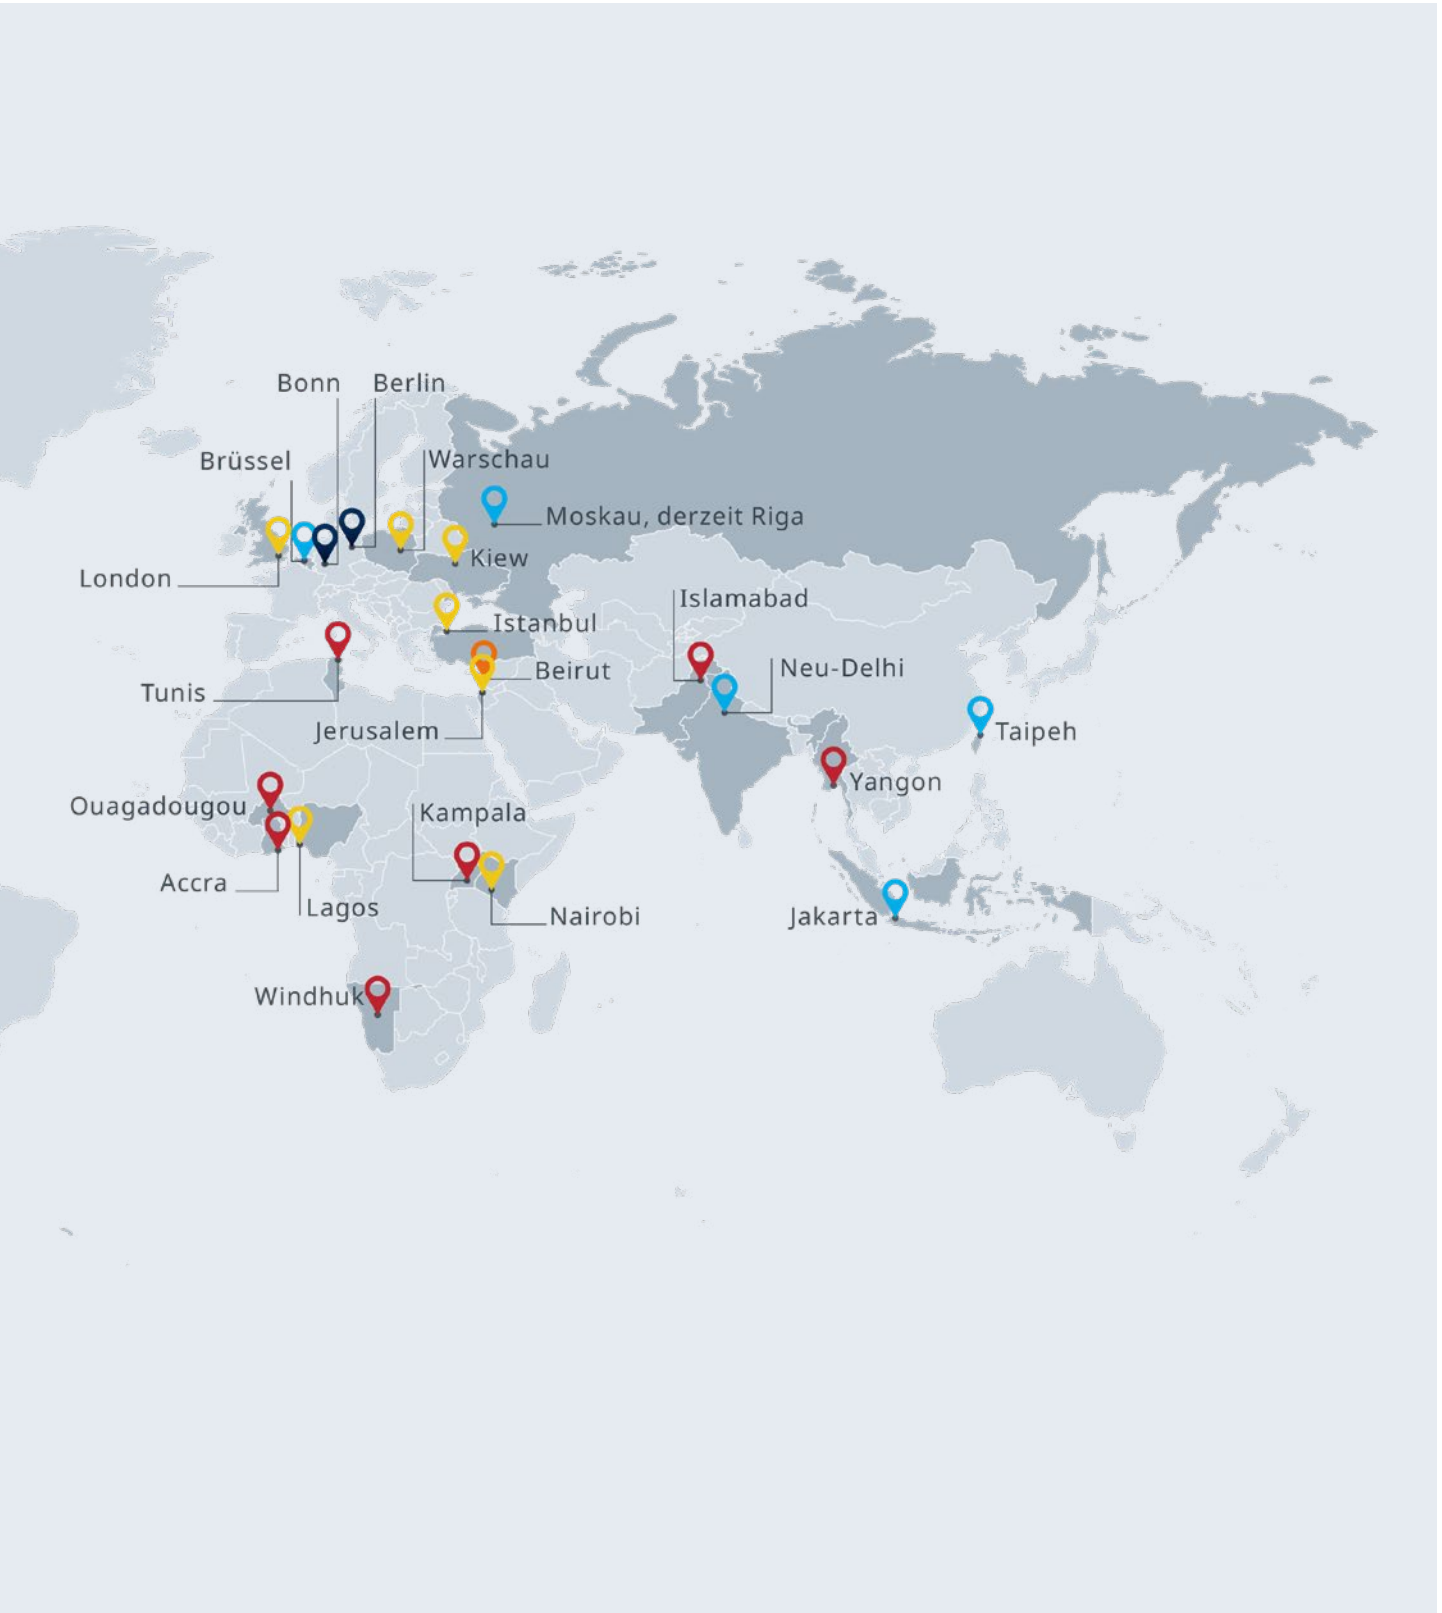 Bonn
Berlin
Brüssel
Warschau
Moskau, derzeit Riga
Kiew
London
Islamabad
Istanbul
Neu-Delhi
Beirut
Tunis
Jerusalem
Taipeh
Yangon
Ouagadougou
Kampala
Accra
Lagos
Nairobi
Jakarta
Windhuk